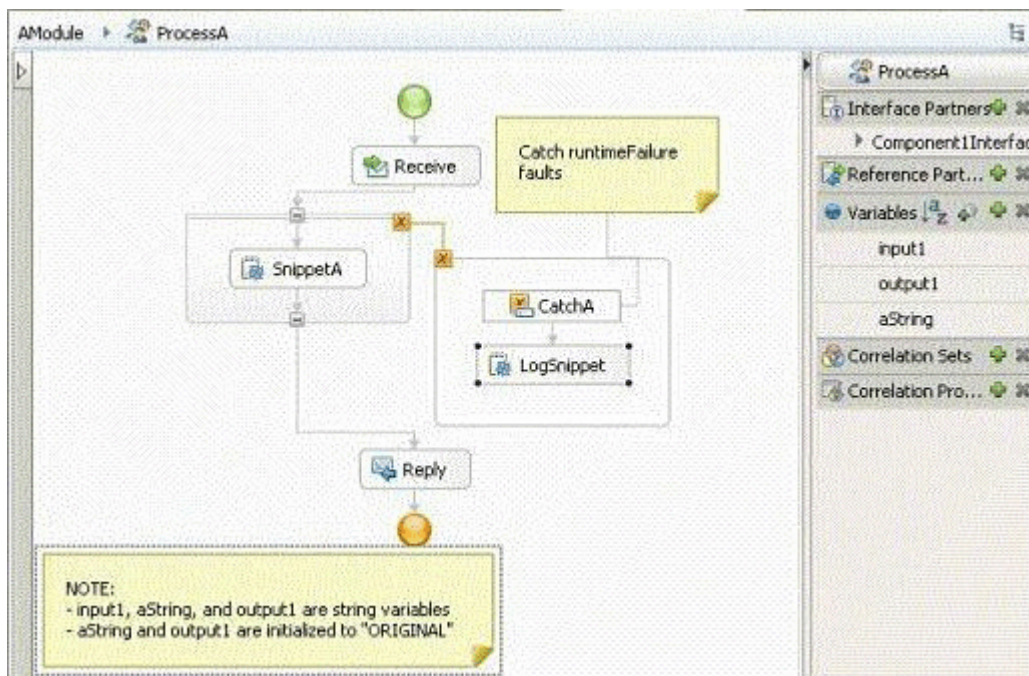 AModule ProcessA
ProcessA
Interface Partners
Component1Interfac
Reference Part...
Variables
input1
output1
aString
Correlation Sets
Correlation Pro...
Receive
Catch runtimeFailure
faults
SnippetA
CatchA
LogSnippet
Reply
NOTE:
- input1, aString, and output1 are string variables
- aString and output1 are initialized to "ORIGINAL"